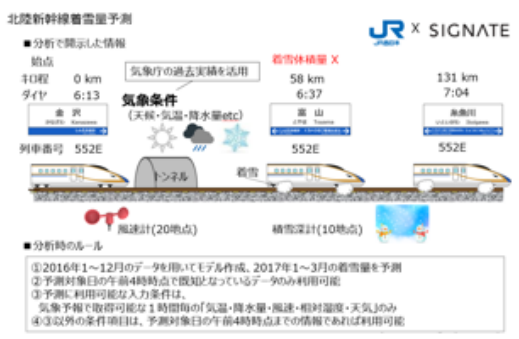 北陸新幹線着雪量予測
JR × SIGNATE
JR西日本
■分析で開示した情報
始点
キロ程 0 km 58 km 131 km
ダイヤ 6:13 6:37 7:04
気象庁の過去実績を活用
着雪体積量 X
気象条件
(天候・気温・降水量etc)
金 沢 富 山 糸魚川
列車番号 552E 552E 552E
トンネル
着雪
風速計(20地点) 積雪深計(10地点)
■分析時のルール
①2016年1~12月のデータを用いてモデル作成、2017年1~3月の着雪量を予測
②予測対象日の午前4時時点で既知となっているデータのみ利用可能
③予測に利用可能な入力条件は、
気象予報で取得可能な1時間毎の「気温・降水量・風速・相対湿度・天気」のみ
④③以外の条件項目は、予測対象日の午前4時時点までの情報であれば利用可能